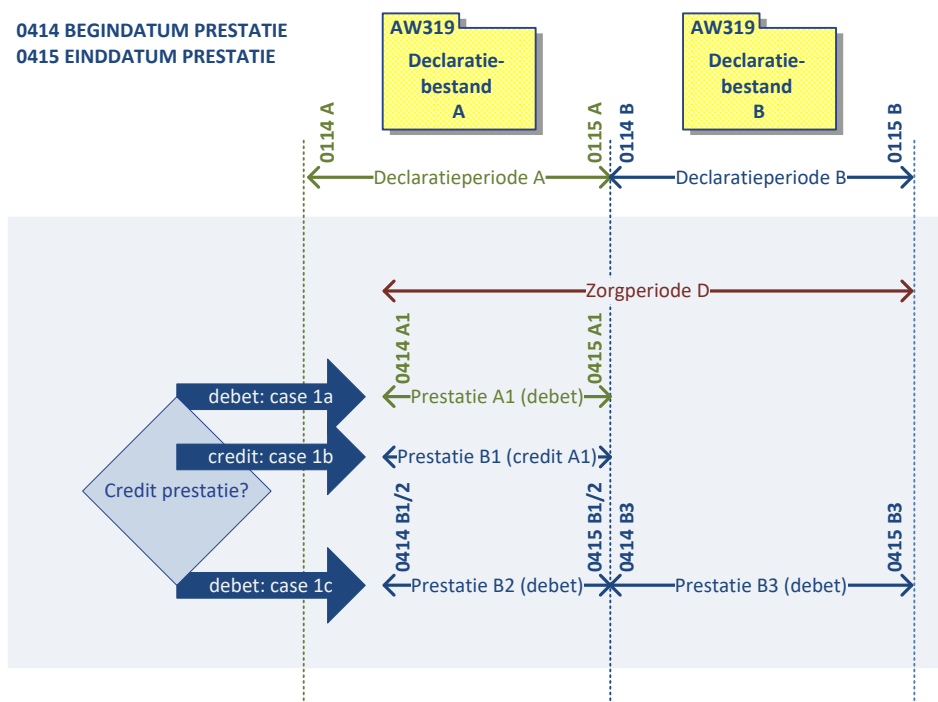 0414 BEGINDATUM PRESTATIE
0415 EINDDATUM PRESTATIE
AW319
Declaratie-
bestand
A
AW319
Declaratie-
bestand
B
0114 A
0115 A
0114 B
0115 B
Declaratieperiode A
Declaratieperiode B
Zorgperiode D
0414 A1
0415 A1
debet: case 1a
Prestatie A1 (debet)
credit: case 1b
Prestatie B1 (credit A1)
Credit prestatie?
0414 B1/2
0415 B1/2
0414 B3
0415 B3
debet: case 1c
Prestatie B2 (debet)
Prestatie B3 (debet)